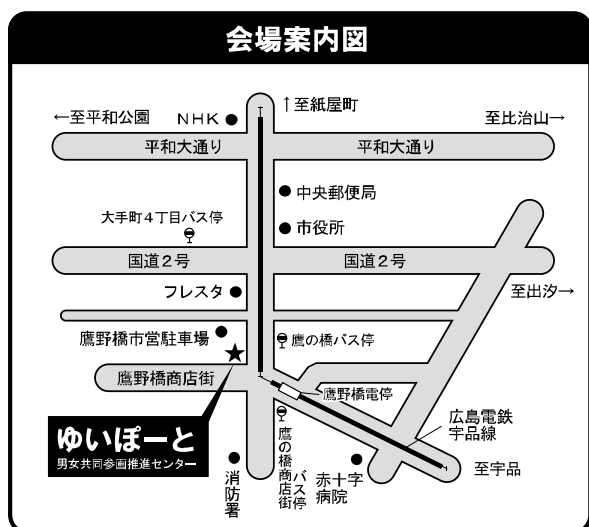 会場案内図
←至平和公園
NHK
↑至紙屋町
至比治山→
平和大通り
平和大通り
中央郵便局
大手町4丁目バス停
市役所
国道2号
国道2号
フレスタ
至出汐→
鷹野橋市営駐車場
鷹の橋バス停
鷹野橋商店街
鷹野橋電停
広島電鉄
宇品線
ゆいぽーと
男女共同参画推進センター
至宇品
消防署
鷹の橋商店街
バス停
赤十字
病院